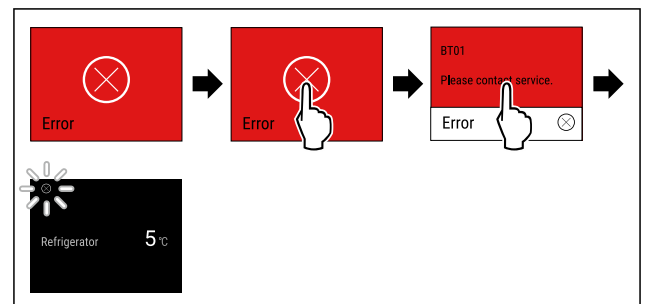 Error
Error
BT01
Please contact service.
Error
Refrigerator 5 °C